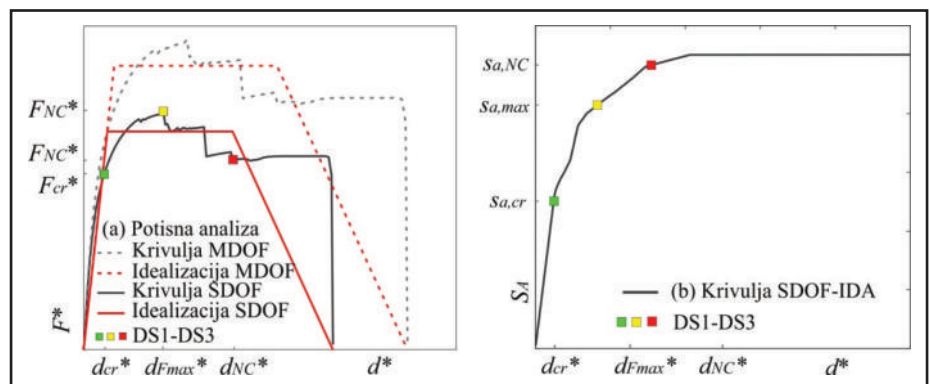 FNC*
FNC*
Fcr*
F*
(a) Potisna analiza
Krivulja MDOF
Idealizacija MDOF
Krivulja SDOF
Idealizacija SDOF
DS1-DS3
dcr* dFmax* dNC* d*
sa,NC
sa,max
sa,cr
SA
(b) Krivulja SDOF-IDA
DS1-DS3
dcr* dFmax* dNC* d*